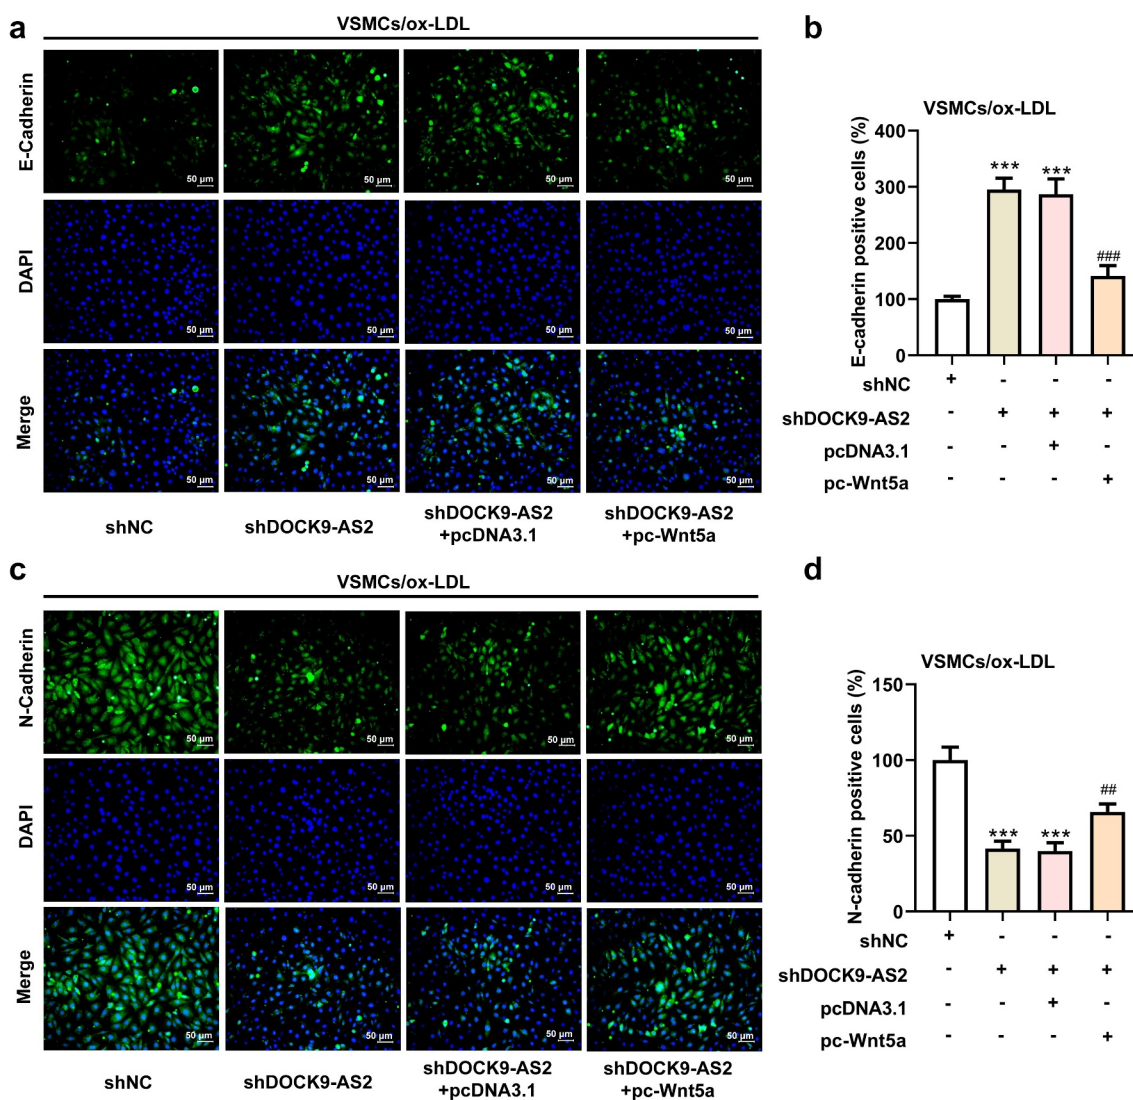 a
VSMCs/ox-LDL
E-Cadherin
50 μm
50 μm
50 μm
50 μm
DAPI
50 μm
50 μm
50 μm
50 μm
Merge
50 μm
50 μm
50 μm
50 μm
shNC
shDOCK9-AS2
shDOCK9-AS2
+pcDNA3.1
shDOCK9-AS2
+pc-Wnt5a
b
VSMCs/ox-LDL
E-cadherin positive cells (%)
400
300
200
100
0
***
***
###
shNC + - - -
shDOCK9-AS2 - + + +
pcDNA3.1 - - + -
pc-Wnt5a - - - +
c
VSMCs/ox-LDL
N-Cadherin
50 μm
50 μm
50 μm
50 μm
DAPI
50 μm
50 μm
50 μm
50 μm
Merge
50 μm
50 μm
50 μm
50 μm
shNC
shDOCK9-AS2
shDOCK9-AS2
+pcDNA3.1
shDOCK9-AS2
+pc-Wnt5a
d
VSMCs/ox-LDL
N-cadherin positive cells (%)
150
100
50
0
***
***
##
shNC + - - -
shDOCK9-AS2 - + + +
pcDNA3.1 - - + -
pc-Wnt5a - - - +